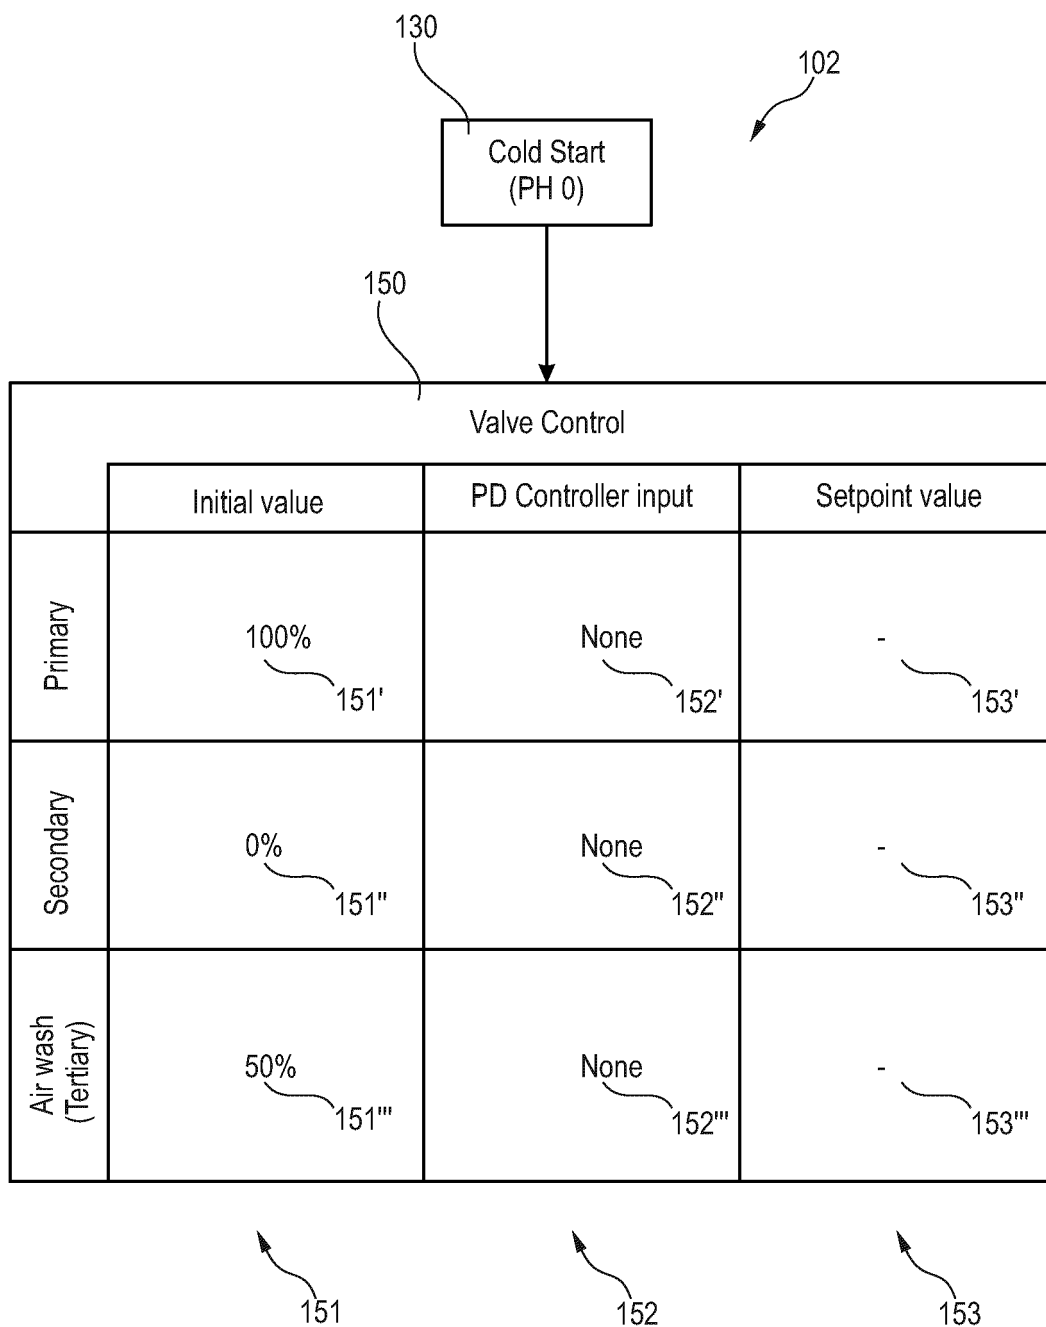 130
102
Cold Start
(PH 0)
150
Valve Control
Initial value
PD Controller input
Setpoint value
Primary
100%
151'
None
152'
-
153'
Secondary
0%
151''
None
152''
-
153''
Air wash
(Tertiary)
50%
151'''
None
152'''
-
153'''
151
152
153